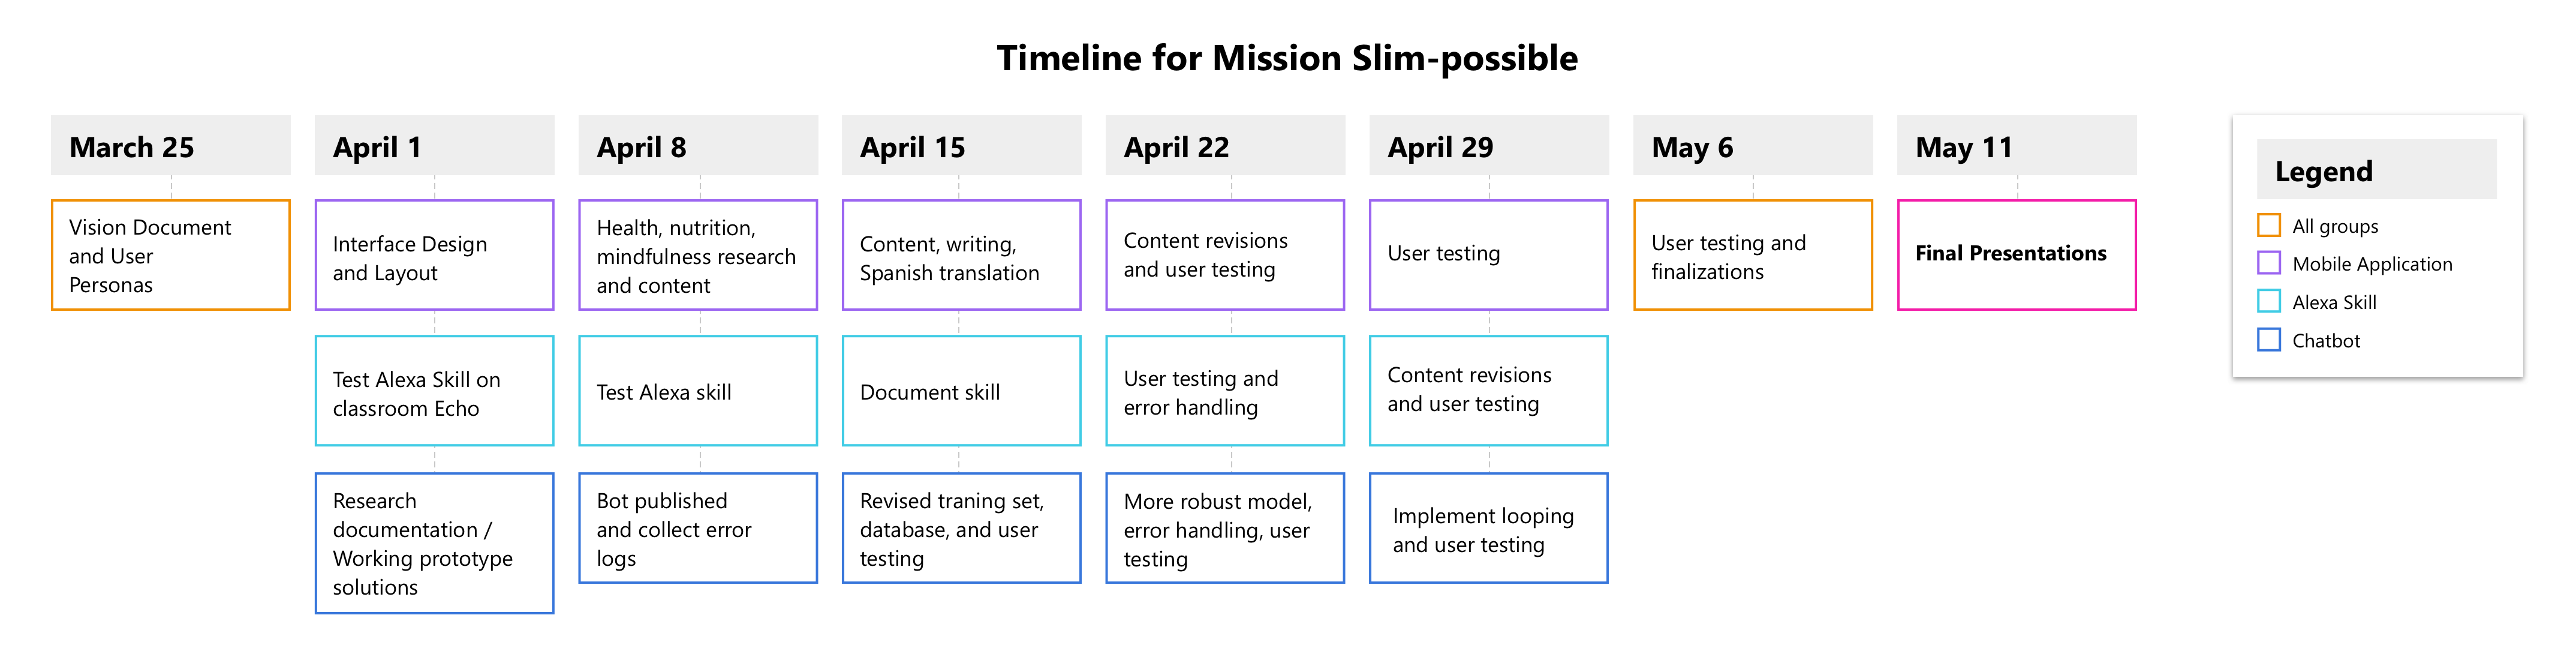 Timeline for Mission Slim-possible
March 25
Vision Document
and User
Personas
April 1
Interface Design
and Layout
Test Alexa Skill on
classroom Echo
Research
documentation /
Working prototype
solutions
April 8
Health, nutrition,
mindfulness research
and content
Test Alexa skill
Bot published
and collect error
logs
April 15
Content, writing,
Spanish translation
Document skill
Revised traning set,
database, and user
testing
April 22
Content revisions
and user testing
User testing and
error handling
More robust model,
error handling, user
testing
April 29
User testing
Content revisions
and user testing
Implement looping
and user testing
May 6
User testing and
finalizations
May 11
Final Presentations
Legend
All groups
Mobile Application
Alexa Skill
Chatbot